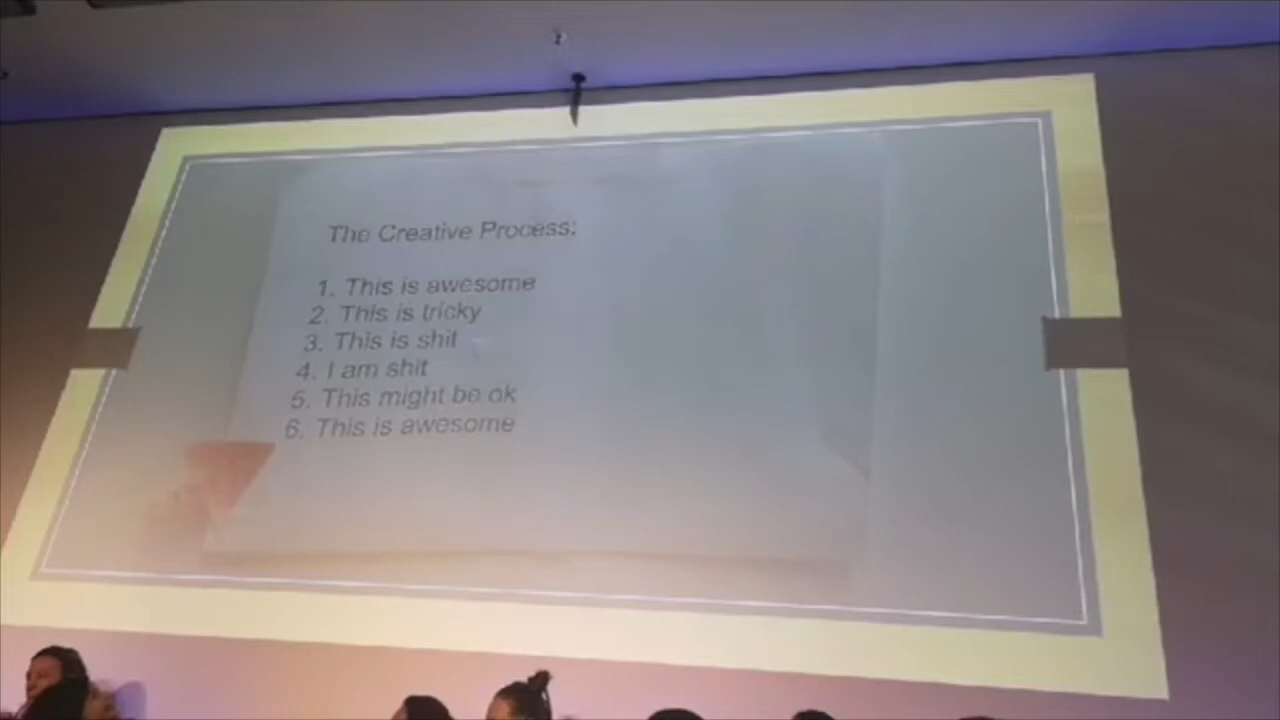 The Creative Process:
1. This is awesome
2. This is tricky
3. This is shit
4. I am shit
5. This might be ok
6. This is awesome